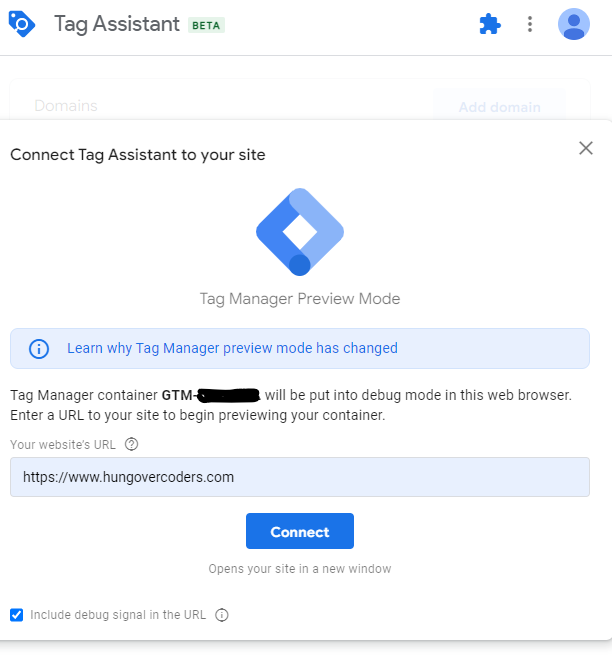 Tag Assistant BETA
Domains
Add domain
Connect Tag Assistant to your site
Tag Manager Preview Mode
Learn why Tag Manager preview mode has changed
Tag Manager container GTM- will be put into debug mode in this web browser.
Enter a URL to your site to begin previewing your container.
Your website's URL
https://www.hungovercoders.com
Connect
Opens your site in a new window
Include debug signal in the URL